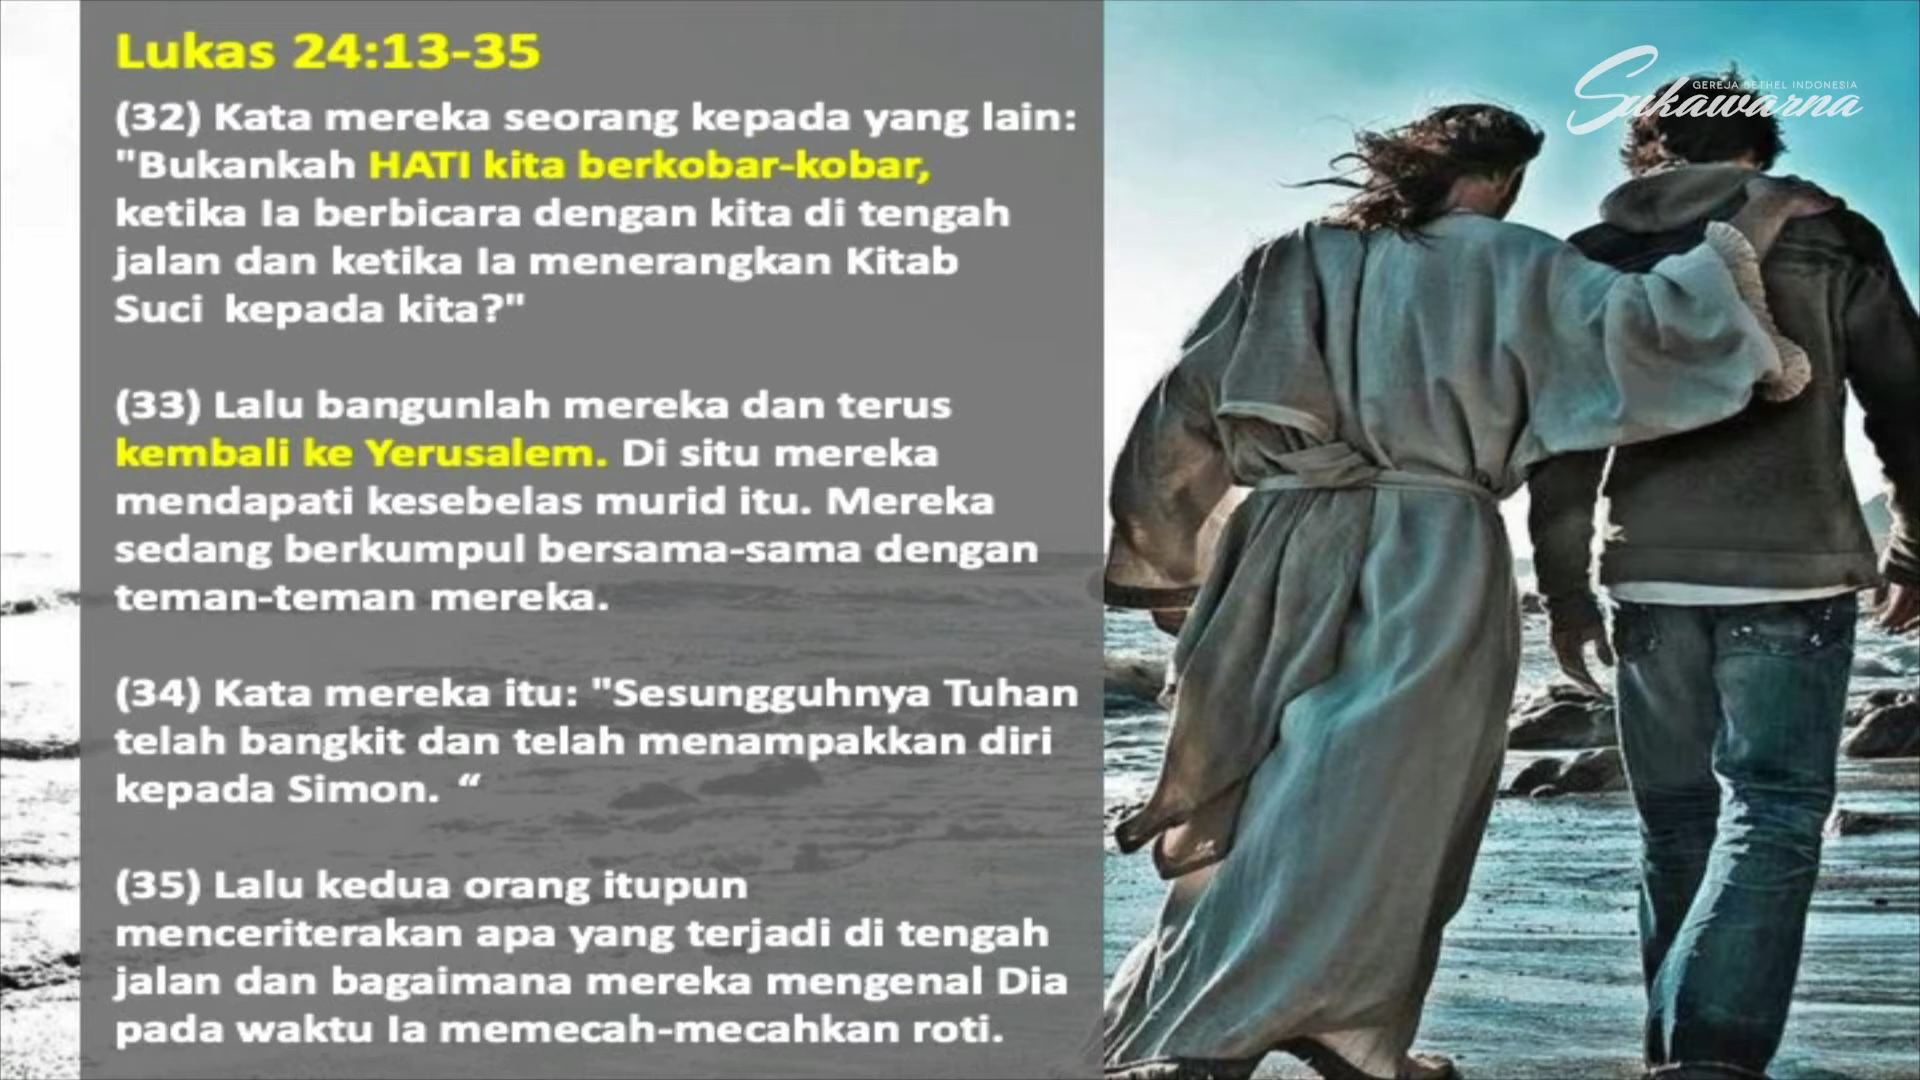 Lukas 24:13-35
(32) Kata mereka seorang kepada yang lain:
"Bukankah HATI kita berkobar-kobar,
ketika Ia berbicara dengan kita di tengah
jalan dan ketika Ia menerangkan Kitab
Suci kepada kita?"
(33) Lalu bangunlah mereka dan terus
kembali ke Yerusalem. Di situ mereka
mendapati kesebelas murid itu. Mereka
sedang berkumpul bersama-sama dengan
teman-teman mereka.
(34) Kata mereka itu: "Sesungguhnya Tuhan
telah bangkit dan telah menampakkan diri
kepada Simon. “
(35) Lalu kedua orang itupun
menceriterakan apa yang terjadi di tengah
jalan dan bagaimana mereka mengenal Dia
pada waktu Ia memecah-mecahkan roti.
GEREJA BETHEL INDONESIA
Sukawarna